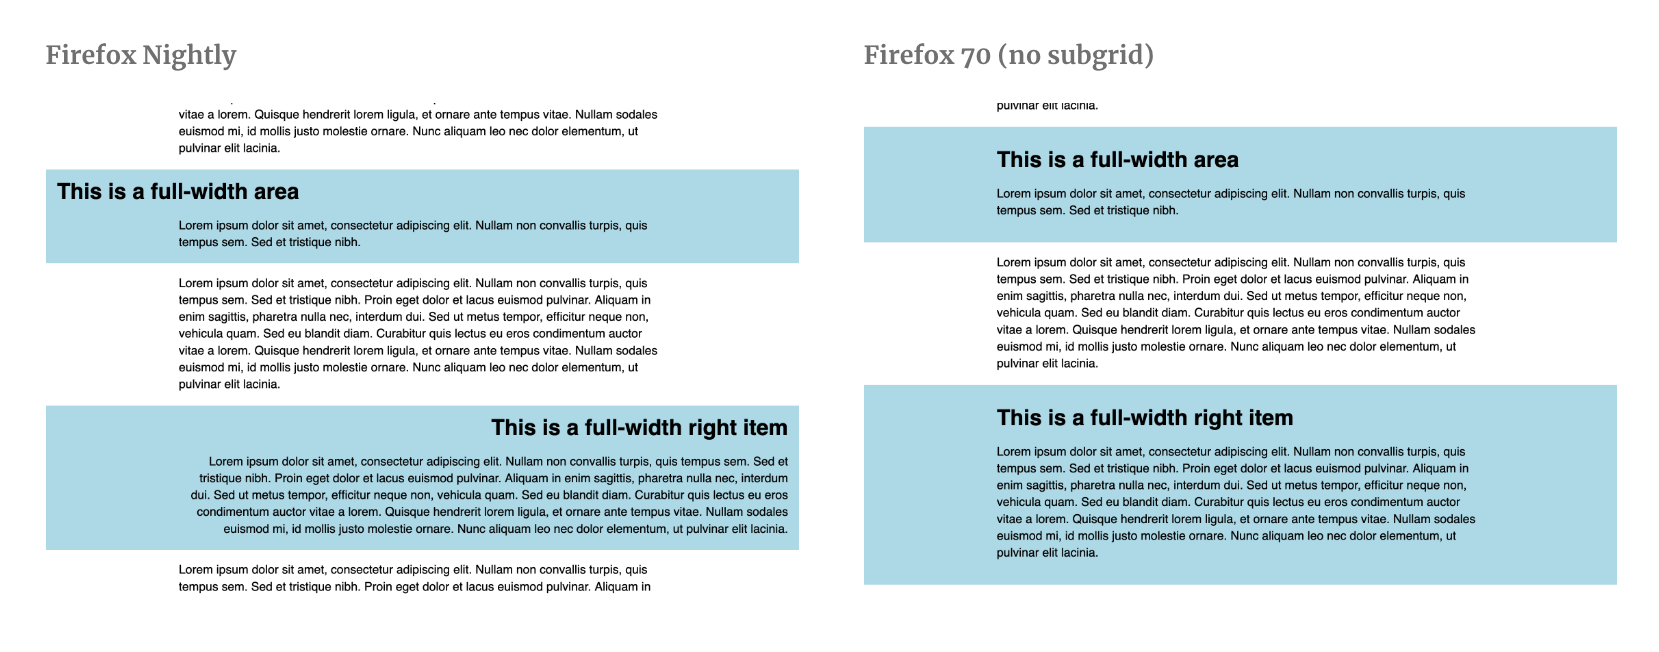 Firefox Nightly
vitae a lorem. Quisque hendrerit lorem ligula, et ornare ante tempus vitae. Nullam sodales
euismod mi, id mollis justo molestie ornare. Nunc aliquam leo nec dolor elementum, ut
pulvinar elit lacinia.
This is a full-width area
Lorem ipsum dolor sit amet, consectetur adipiscing elit. Nullam non convallis turpis, quis
tempus sem. Sed et tristique nibh.
Lorem ipsum dolor sit amet, consectetur adipiscing elit. Nullam non convallis turpis, quis
tempus sem. Sed et tristique nibh. Proin eget dolor et lacus euismod pulvinar. Aliquam in
enim sagittis, pharetra nulla nec, interdum dui. Sed ut metus tempor, efficitur neque non,
vehicula quam. Sed eu blandit diam. Curabitur quis lectus eu eros condimentum auctor
vitae a lorem. Quisque hendrerit lorem ligula, et ornare ante tempus vitae. Nullam sodales
euismod mi, id mollis justo molestie ornare. Nunc aliquam leo nec dolor elementum, ut
pulvinar elit lacinia.
This is a full-width right item
Lorem ipsum dolor sit amet, consectetur adipiscing elit. Nullam non convallis turpis, quis tempus sem. Sed et
tristique nibh. Proin eget dolor et lacus euismod pulvinar. Aliquam in enim sagittis, pharetra nulla nec, interdum
dui. Sed ut metus tempor, efficitur neque non, vehicula quam. Sed eu blandit diam. Curabitur quis lectus eu eros
condimentum auctor vitae a lorem. Quisque hendrerit lorem ligula, et ornare ante tempus vitae. Nullam sodales
euismod mi, id mollis justo molestie ornare. Nunc aliquam leo nec dolor elementum, ut pulvinar elit lacinia.
Lorem ipsum dolor sit amet, consectetur adipiscing elit. Nullam non convallis turpis, quis
tempus sem. Sed et tristique nibh. Proin eget dolor et lacus euismod pulvinar. Aliquam in
Firefox 70 (no subgrid)
pulvinar elit lacinia.
This is a full-width area
Lorem ipsum dolor sit amet, consectetur adipiscing elit. Nullam non convallis turpis, quis
tempus sem. Sed et tristique nibh.
Lorem ipsum dolor sit amet, consectetur adipiscing elit. Nullam non convallis turpis, quis
tempus sem. Sed et tristique nibh. Proin eget dolor et lacus euismod pulvinar. Aliquam in
enim sagittis, pharetra nulla nec, interdum dui. Sed ut metus tempor, efficitur neque non,
vehicula quam. Sed eu blandit diam. Curabitur quis lectus eu eros condimentum auctor
vitae a lorem. Quisque hendrerit lorem ligula, et ornare ante tempus vitae. Nullam sodales
euismod mi, id mollis justo molestie ornare. Nunc aliquam leo nec dolor elementum, ut
pulvinar elit lacinia.
This is a full-width right item
Lorem ipsum dolor sit amet, consectetur adipiscing elit. Nullam non convallis turpis, quis
tempus sem. Sed et tristique nibh. Proin eget dolor et lacus euismod pulvinar. Aliquam in
enim sagittis, pharetra nulla nec, interdum dui. Sed ut metus tempor, efficitur neque non,
vehicula quam. Sed eu blandit diam. Curabitur quis lectus eu eros condimentum auctor
vitae a lorem. Quisque hendrerit lorem ligula, et ornare ante tempus vitae. Nullam sodales
euismod mi, id mollis justo molestie ornare. Nunc aliquam leo nec dolor elementum, ut
pulvinar elit lacinia.